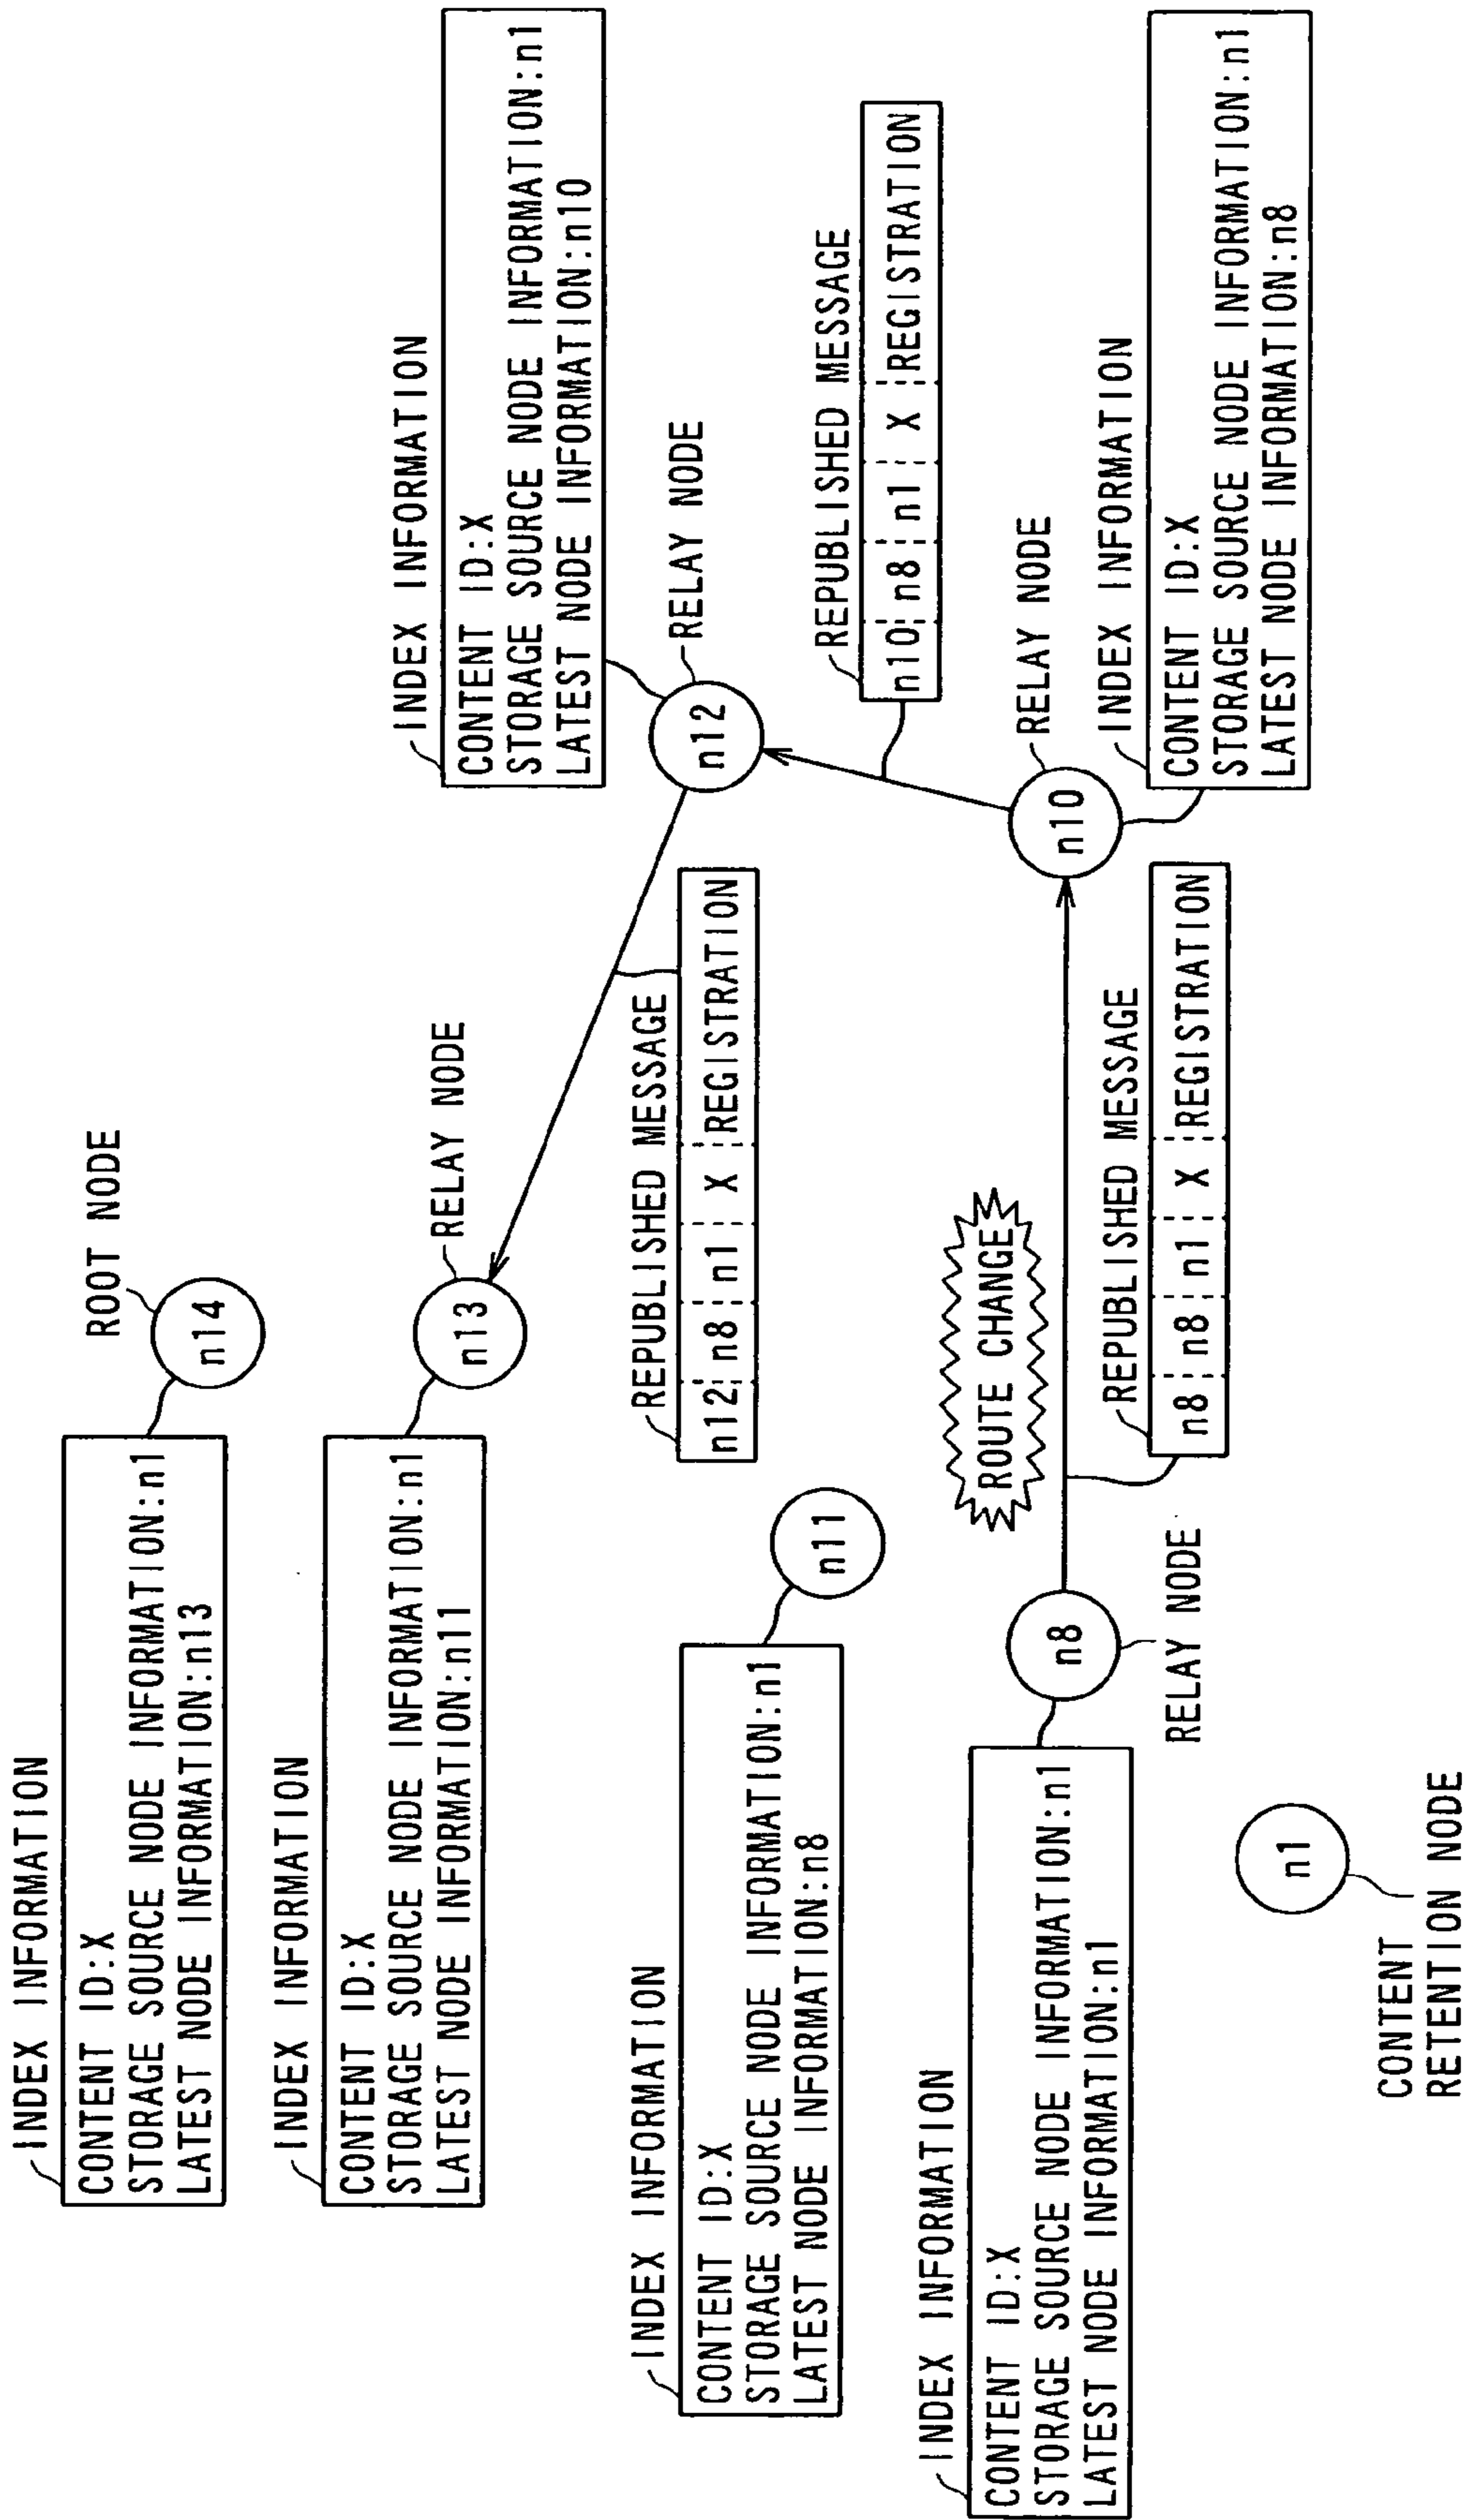 INDEX INFORMATION
CONTENT ID:X
STORAGE SOURCE NODE INFORMATION:n1
LATEST NODE INFORMATION:n13
ROOT NODE
n14
INDEX INFORMATION
CONTENT ID:X
STORAGE SOURCE NODE INFORMATION:n1
LATEST NODE INFORMATION:n11
RELAY NODE
n13
INDEX INFORMATION
CONTENT ID:X
STORAGE SOURCE NODE INFORMATION:n1
LATEST NODE INFORMATION:n10
RELAY NODE
n12
REPUBLISHED MESSAGE
n12 n8 n1 X REGISTRATION
INDEX INFORMATION
CONTENT ID:X
STORAGE SOURCE NODE INFORMATION:n1
LATEST NODE INFORMATION:n8
n11
REPUBLISHED MESSAGE
n10 n8 n1 X REGISTRATION
INDEX INFORMATION
CONTENT ID:X
STORAGE SOURCE NODE INFORMATION:n1
LATEST NODE INFORMATION:n1
n8
RELAY NODE
ROUTE CHANGE
RELAY NODE
n10
REPUBLISHED MESSAGE
n8 n8 n1 X REGISTRATION
INDEX INFORMATION
CONTENT ID:X
STORAGE SOURCE NODE INFORMATION:n1
LATEST NODE INFORMATION:n8
n1
CONTENT
RETENTION NODE